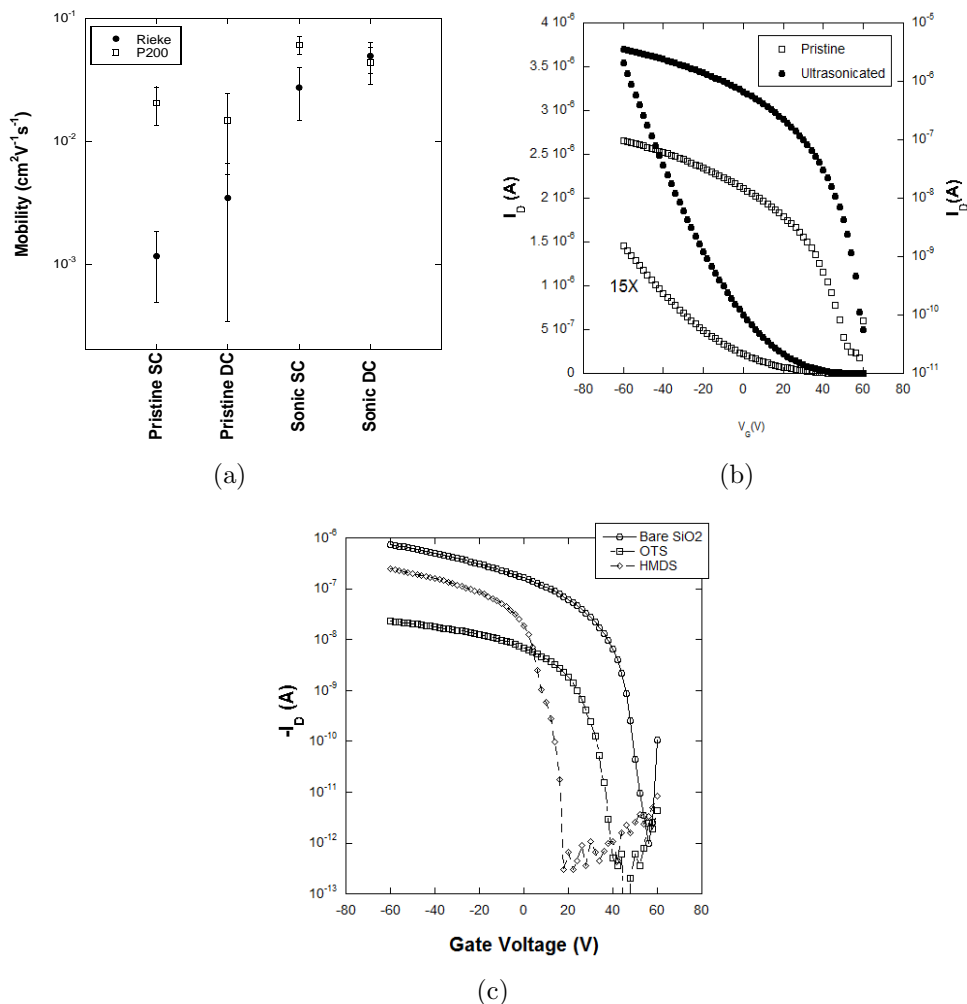 Rieke
P200
10^-1
10^-2
10^-3
Mobility (cm²V⁻¹s⁻¹)
Pristine SC
Pristine DC
Sonic SC
Sonic DC
(a)
Pristine
Ultrasonicated
4 10^-6
3.5 10^-6
3 10^-6
2.5 10^-6
2 10^-6
1.5 10^-6
1 10^-6
5 10^-7
0
I_D (A)
15X
10^-5
10^-6
10^-7
10^-8
10^-9
10^-10
10^-11
I_D (A)
-80 -60 -40 -20 0 20 40 60 80
V_G(V)
(b)
Bare SiO2
OTS
HMDS
10^-6
10^-7
10^-8
10^-9
10^-10
10^-11
10^-12
10^-13
-I_D (A)
-80 -60 -40 -20 0 20 40 60 80
Gate Voltage (V)
(c)